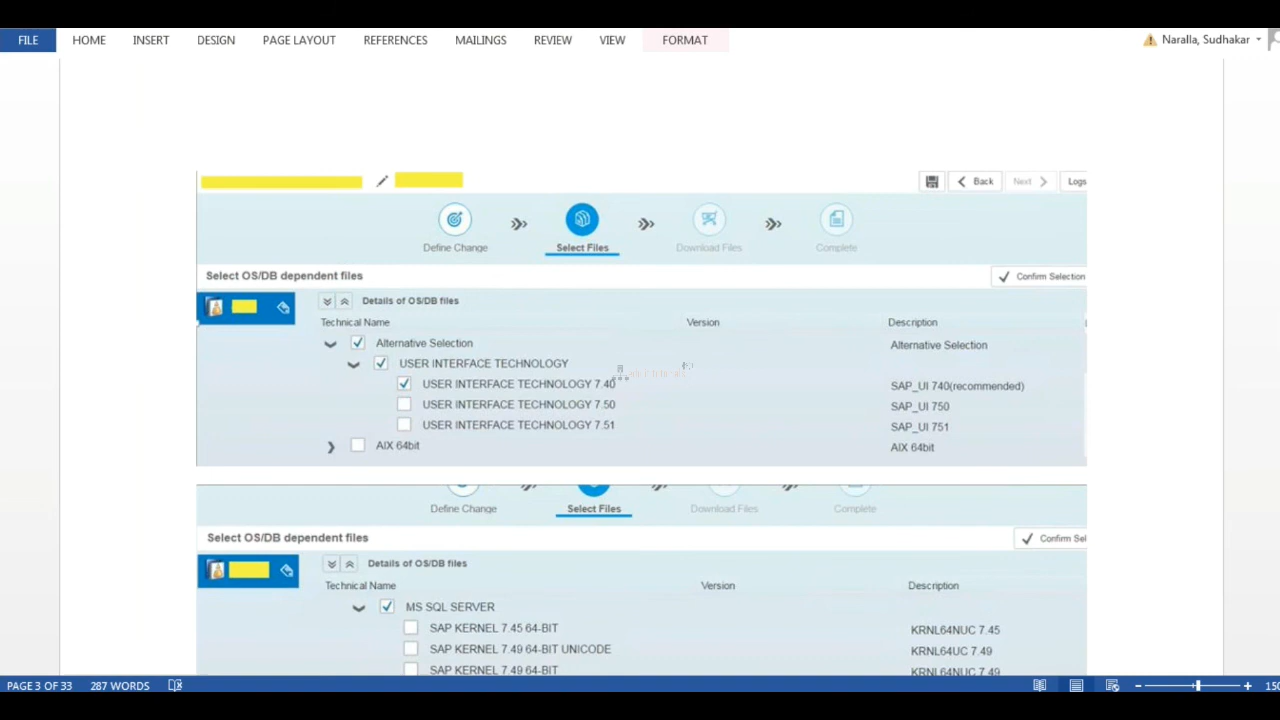 FILE HOME INSERT DESIGN PAGE LAYOUT REFERENCES MAILINGS REVIEW VIEW FORMAT Naralla, Sudhakar
Back Next Logs
Define Change Select Files Download Files Complete
Select OS/DB dependent files Confirm Selection
Details of OS/DB files
Technical Name Version Description
Alternative Selection Alternative Selection
USER INTERFACE TECHNOLOGY
USER INTERFACE TECHNOLOGY 7.40 SAP_UI 740(recommended)
USER INTERFACE TECHNOLOGY 7.50 SAP_UI 750
USER INTERFACE TECHNOLOGY 7.51 SAP_UI 751
AIX 64bit AIX 64bit
Define Change Select Files Download Files Complete
Select OS/DB dependent files Confirm Sel
Details of OS/DB files
Technical Name Version Description
MS SQL SERVER
SAP KERNEL 7.45 64-BIT KRNL64NUC 7.45
SAP KERNEL 7.49 64-BIT UNICODE KRNL64UC 7.49
SAP KERNEL 7.49 64-BIT KRNL64NUC 7.49
PAGE 3 OF 33 287 WORDS 150